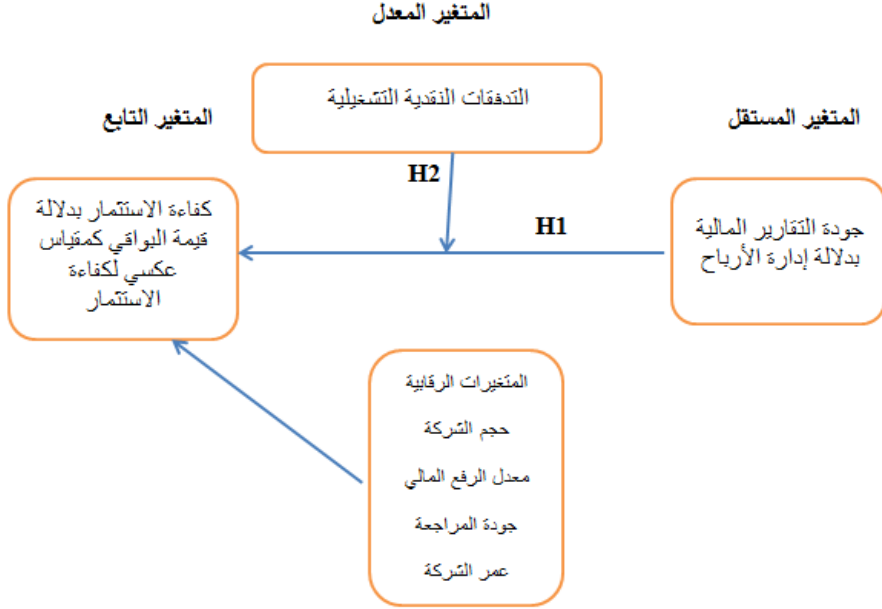 المتغير المعدل
التدفقات النقدية التشغيلية
المتغير المستقل
المتغير التابع
H2
H1
جودة التقارير المالية
بدلالة إدارة الأرباح
كفاءة الاستثمار بدلالة
قيمة البواقي كمقياس
عكسي لكفاءة
الاستثمار
المتغيرات الرقابية
حجم الشركة
معدل الرفع المالي
جودة المراجعة
عمر الشركة